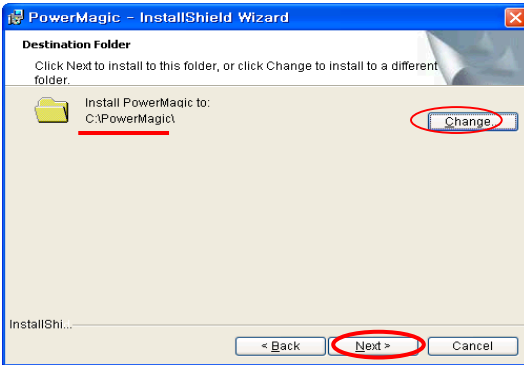 PowerMagic - InstallShield Wizard
Destination Folder
Click Next to install to this folder, or click Change to install to a different
folder.
Install PowerMagic to:
C:\PowerMagic\
Change...
InstallShi...
< Back
Next >
Cancel